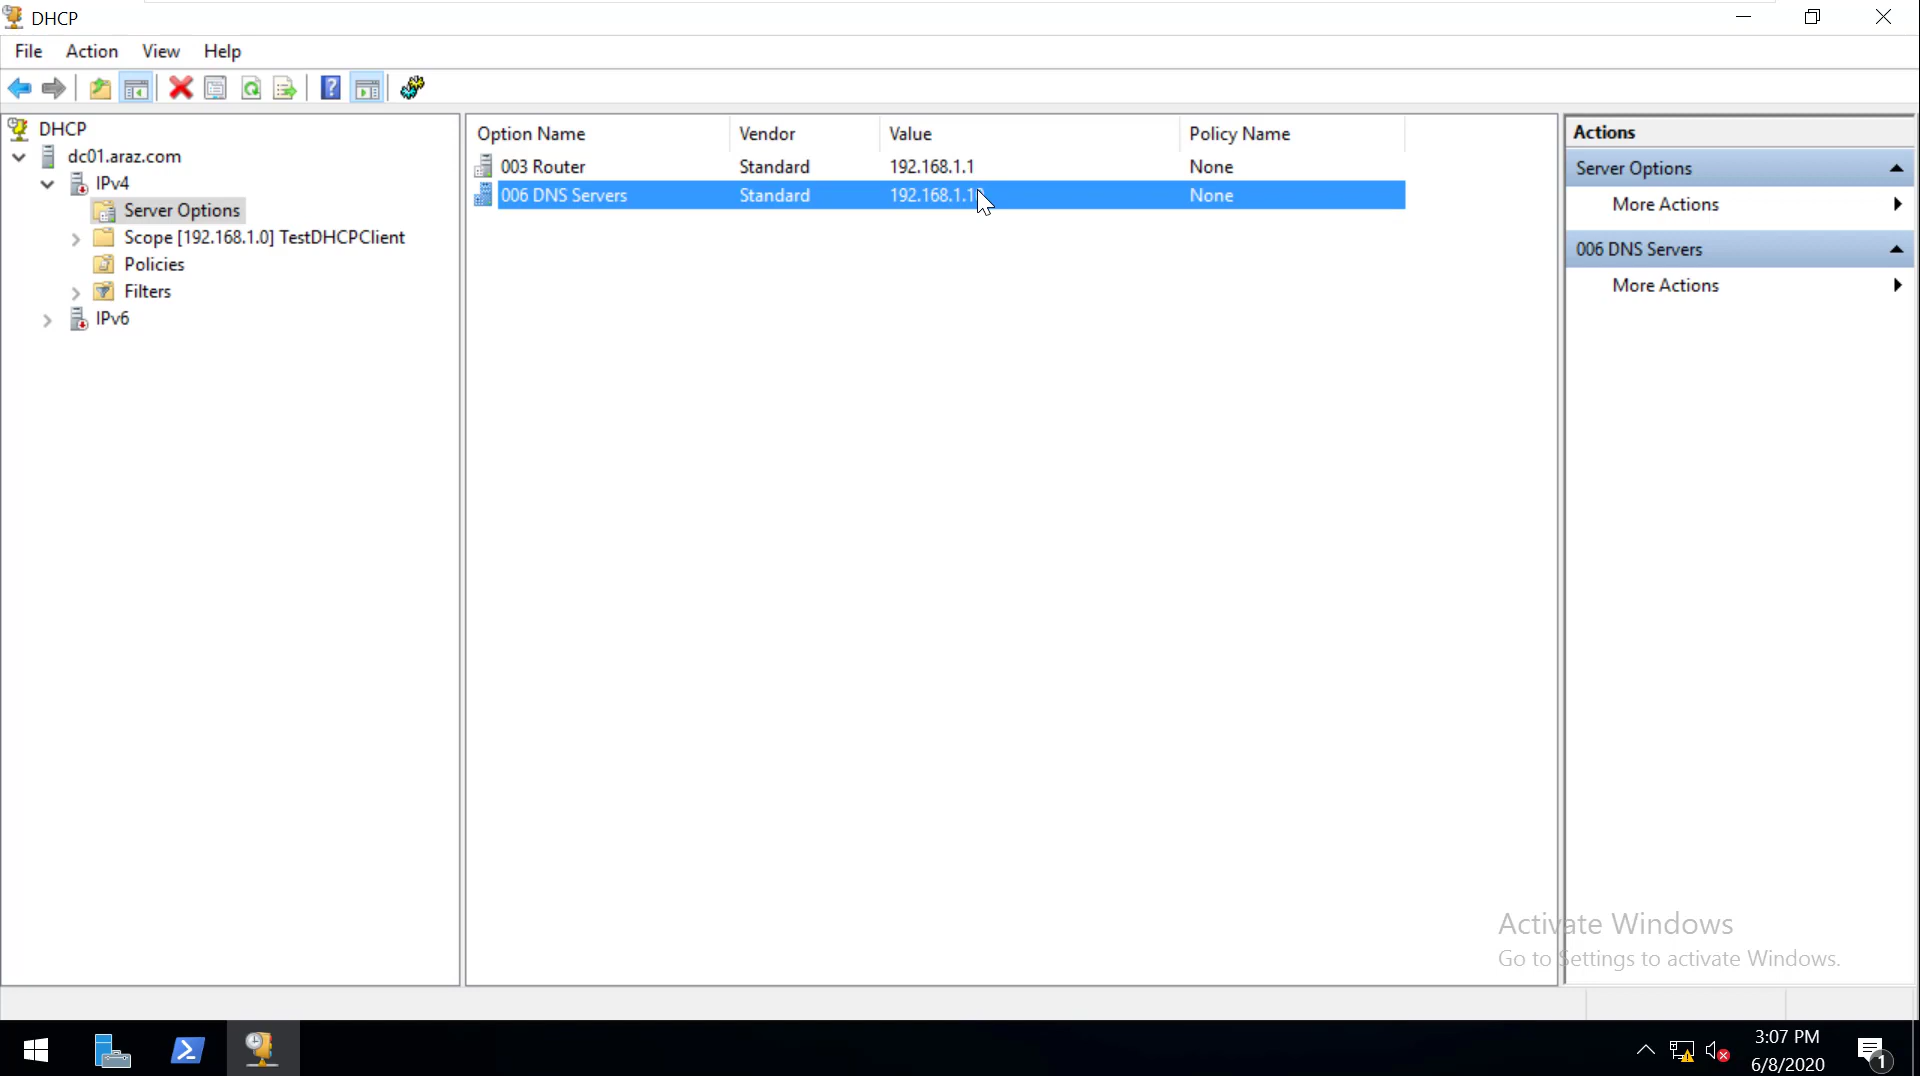 DHCP
File Action View Help
DHCP
dc01.araz.com
IPv4
Server Options
Scope [192.168.1.0] TestDHCPClient
Policies
Filters
IPv6
Option Name Vendor Value Policy Name
003 Router Standard 192.168.1.1 None
006 DNS Servers Standard None
Actions
Server Options
More Actions
006 DNS Servers
More Actions
Activate Windows
Go to Settings to activate Windows.
3:07 PM
6/8/2020
1